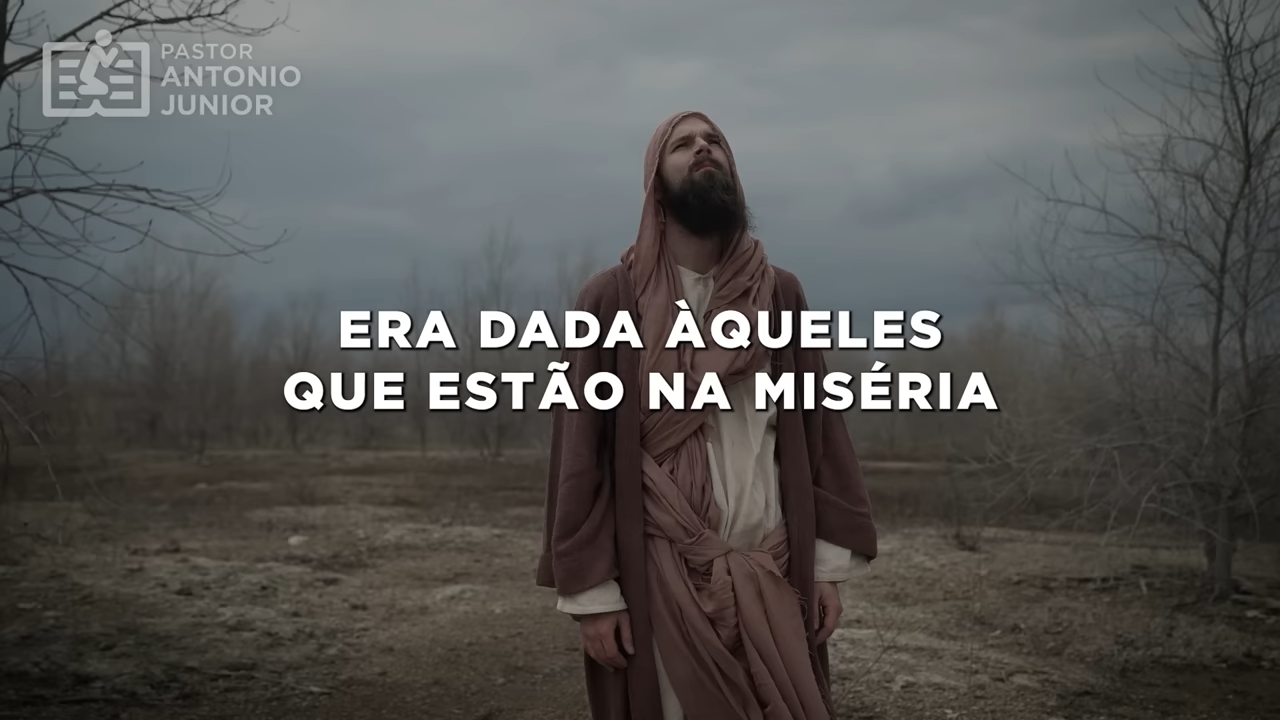 PASTOR
ANTONIO
JUNIOR
ERA DADA ÀQUELES
QUE ESTÃO NA MISÉRIA